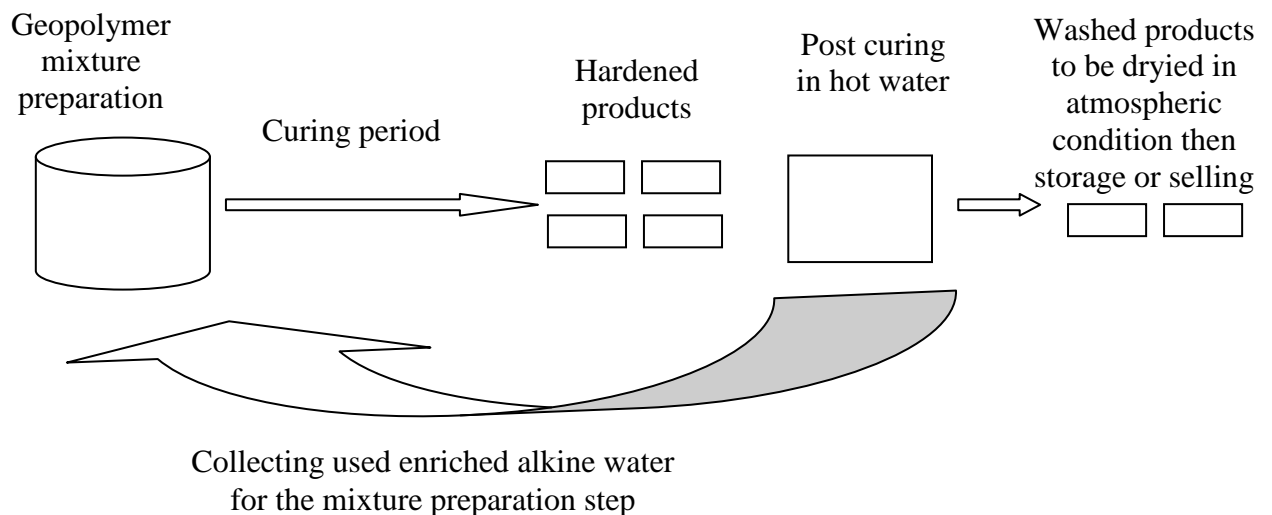 Geopolymer
mixture
preparation
Curing period
Hardened
products
Post curing
in hot water
Washed products
to be dryied in
atmospheric
condition then
storage or selling
Collecting used enriched alkine water
for the mixture preparation step